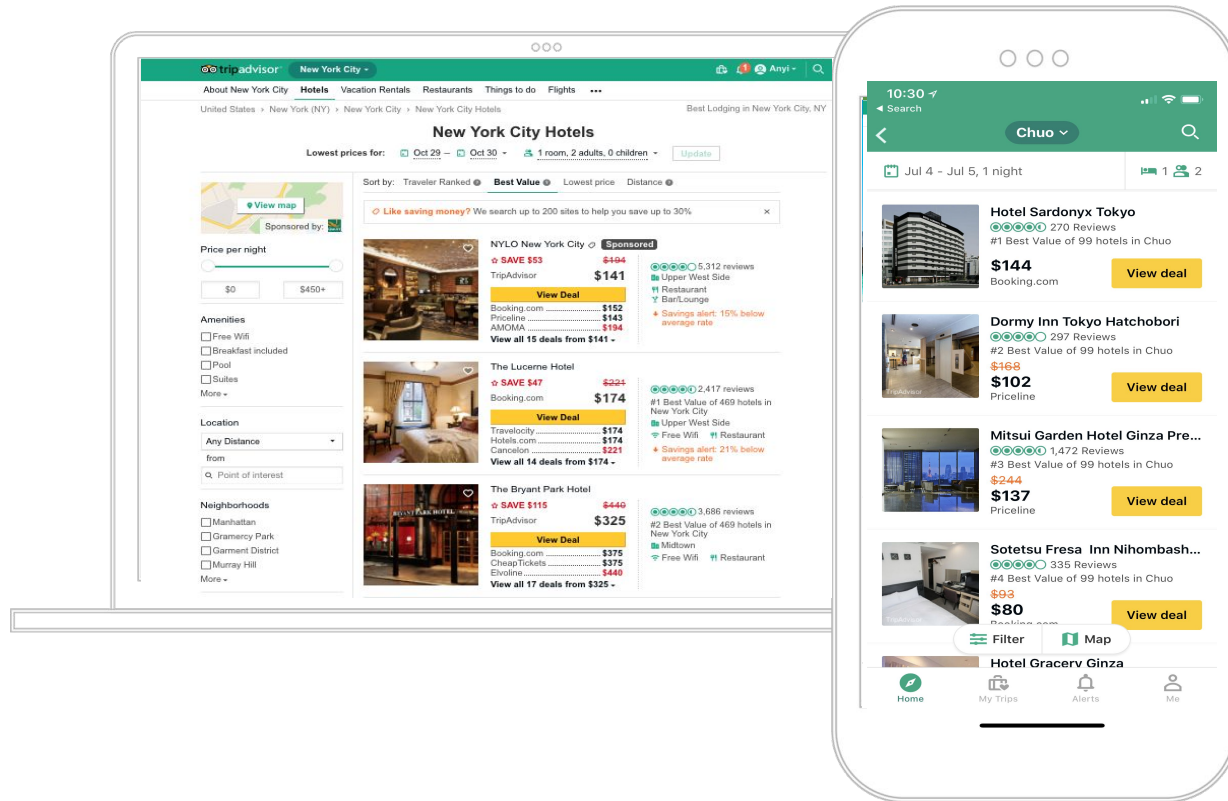 tripadvisor New York City 1 Anyi
About New York City Hotels Vacation Rentals Restaurants Things to do Flights •••
United States › New York (NY) › New York City › New York City Hotels Best Lodging in New York City, NY
New York City Hotels
Lowest prices for: Oct 29 – Oct 30 1 room, 2 adults, 0 children Update
View map
Sponsored by:
Price per night
$0 $450+
Amenities
Free Wifi
Breakfast included
Pool
Suites
More
Location
Any Distance
from
Point of interest
Neighborhoods
Manhattan
Gramercy Park
Garment District
Murray Hill
More
Sort by: Traveler Ranked Best Value Lowest price Distance
Like saving money? We search up to 200 sites to help you save up to 30% ×
NYLO New York City Sponsored
SAVE $53 $194
TripAdvisor $141
View Deal
Booking.com $152
Priceline $143
AMOMA $194
View all 15 deals from $141
5,312 reviews
Upper West Side
Restaurant
Bar/Lounge
Savings alert: 15% below
average rate
The Lucerne Hotel
SAVE $47 $221
Booking.com $174
View Deal
Travelocity $174
Hotels.com $174
Cancelon $221
View all 14 deals from $174
2,417 reviews
#1 Best Value of 469 hotels in
New York City
Upper West Side
Free Wifi Restaurant
Savings alert: 21% below
average rate
The Bryant Park Hotel
SAVE $115 $440
TripAdvisor $325
View Deal
Booking.com $375
CheapTickets $375
Elvoline $440
View all 17 deals from $325
3,686 reviews
#2 Best Value of 469 hotels in
New York City
Midtown
Free Wifi Restaurant
BRYANT PARK HOTEL
10:30
Search
Chuo
Jul 4 - Jul 5, 1 night 1 2
Hotel Sardonyx Tokyo
270 Reviews
#1 Best Value of 99 hotels in Chuo
$144
Booking.com
View deal
Dormy Inn Tokyo Hatchobori
297 Reviews
#2 Best Value of 99 hotels in Chuo
$168
$102
Priceline
View deal
TripAdvisor
Mitsui Garden Hotel Ginza Pre...
1,472 Reviews
#3 Best Value of 99 hotels in Chuo
$244
$137
Priceline
View deal
Sotetsu Fresa Inn Nihombash...
335 Reviews
#4 Best Value of 99 hotels in Chuo
$93
$80
Booking.com
View deal
TripAdvisor
Filter Map
Hotel Gracery Ginza
Home My Trips Alerts Me